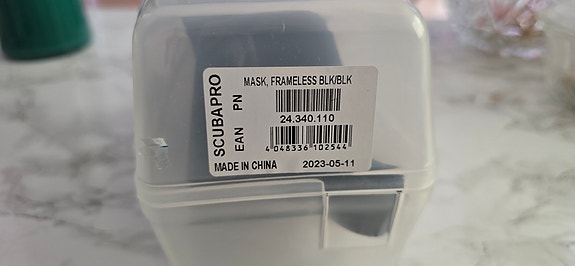 SCUBAPRO
MASK, FRAMELESS BLK/BLK
PN
24.340.110
EAN
4 048336 102544
MADE IN CHINA 2023-05-11